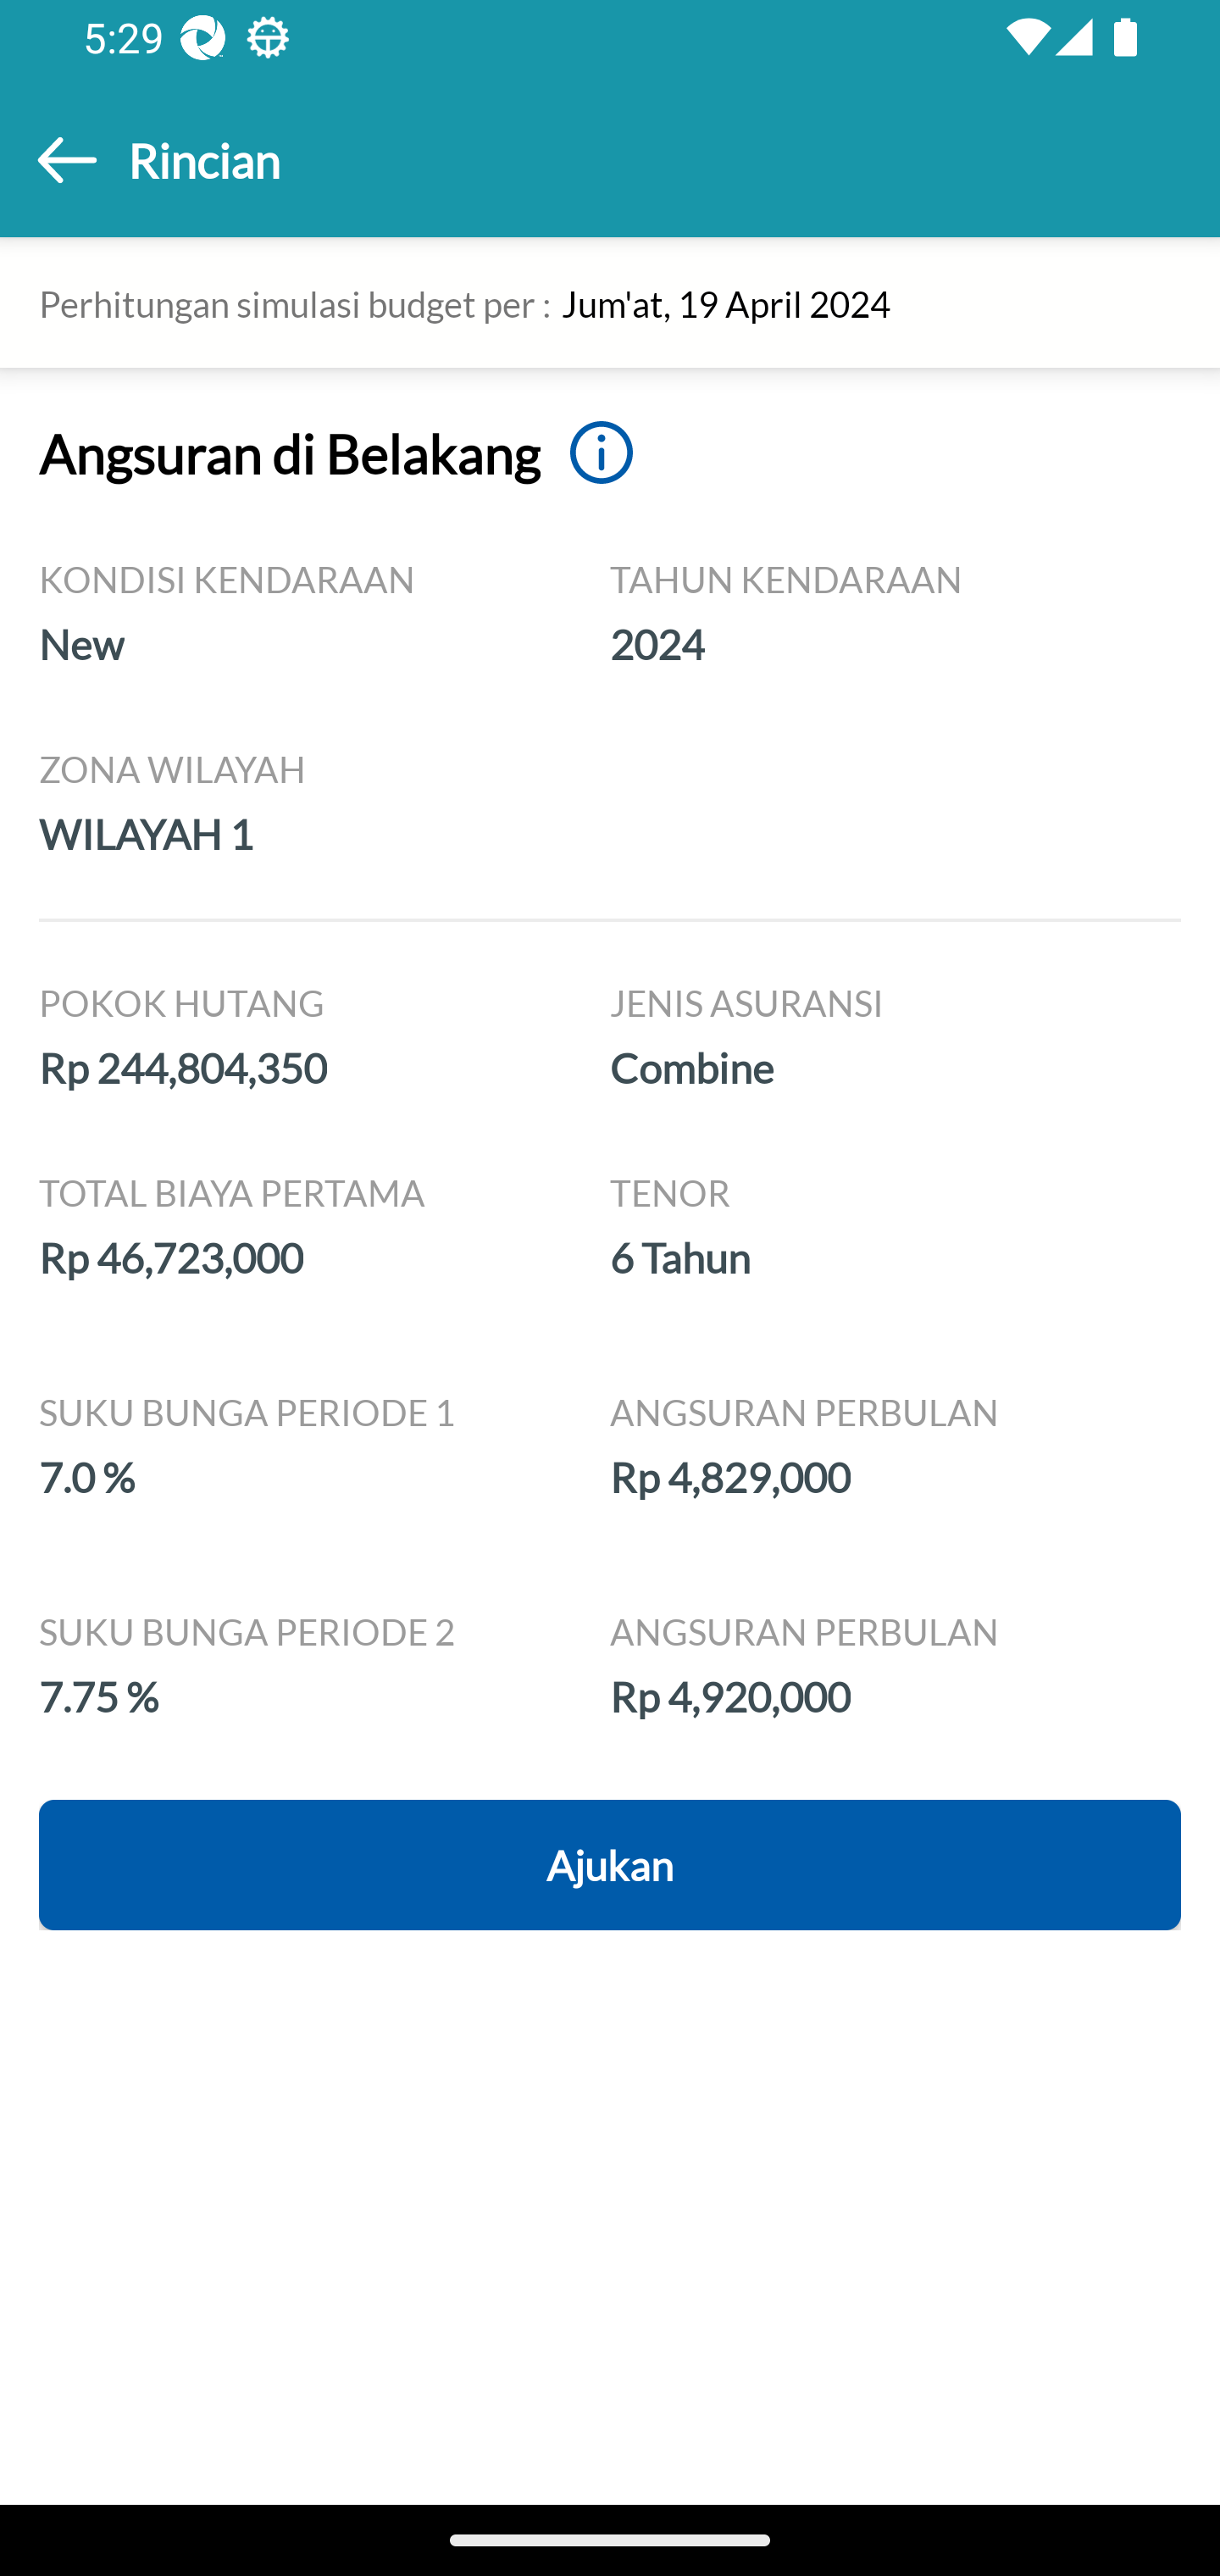 5:29
Rincian
Perhitungan simulasi budget per : Jum'at, 19 April 2024
Angsuran di Belakang
KONDISI KENDARAAN TAHUN KENDARAAN
New 2024
ZONA WILAYAH
WILAYAH 1
POKOK HUTANG JENIS ASURANSI
Rp 244,804,350 Combine
TOTAL BIAYA PERTAMA TENOR
Rp 46,723,000 6 Tahun
SUKU BUNGA PERIODE 1 ANGSURAN PERBULAN
7.0 % Rp 4,829,000
SUKU BUNGA PERIODE 2 ANGSURAN PERBULAN
7.75 % Rp 4,920,000
Ajukan